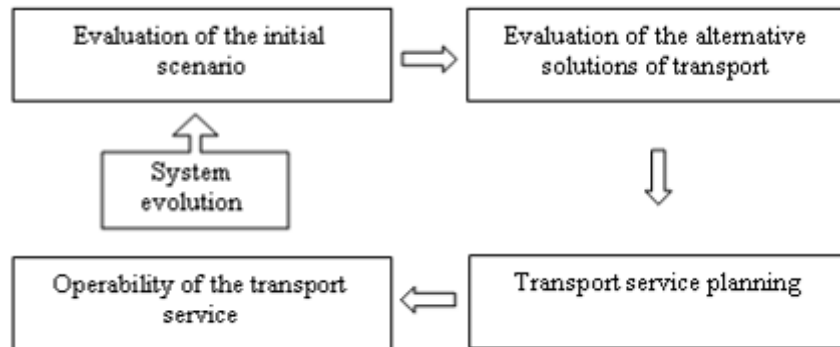 Evaluation of the initial
scenario
Evaluation of the alternative
solutions of transport
System
evolution
Operability of the transport
service
Transport service planning